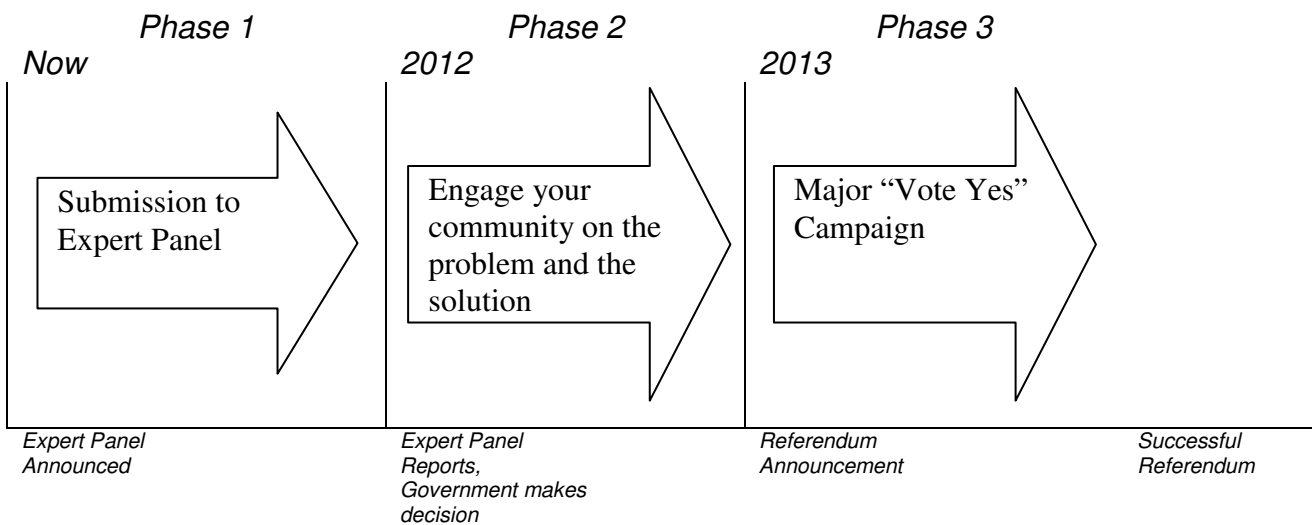 Phase 1
Phase 2
Phase 3
Now
2012
2013
Submission to
Expert Panel
Engage your
community on the
problem and the
solution
Major “Vote Yes”
Campaign
Expert Panel
Announced
Expert Panel
Reports,
Government makes
decision
Referendum
Announcement
Successful
Referendum